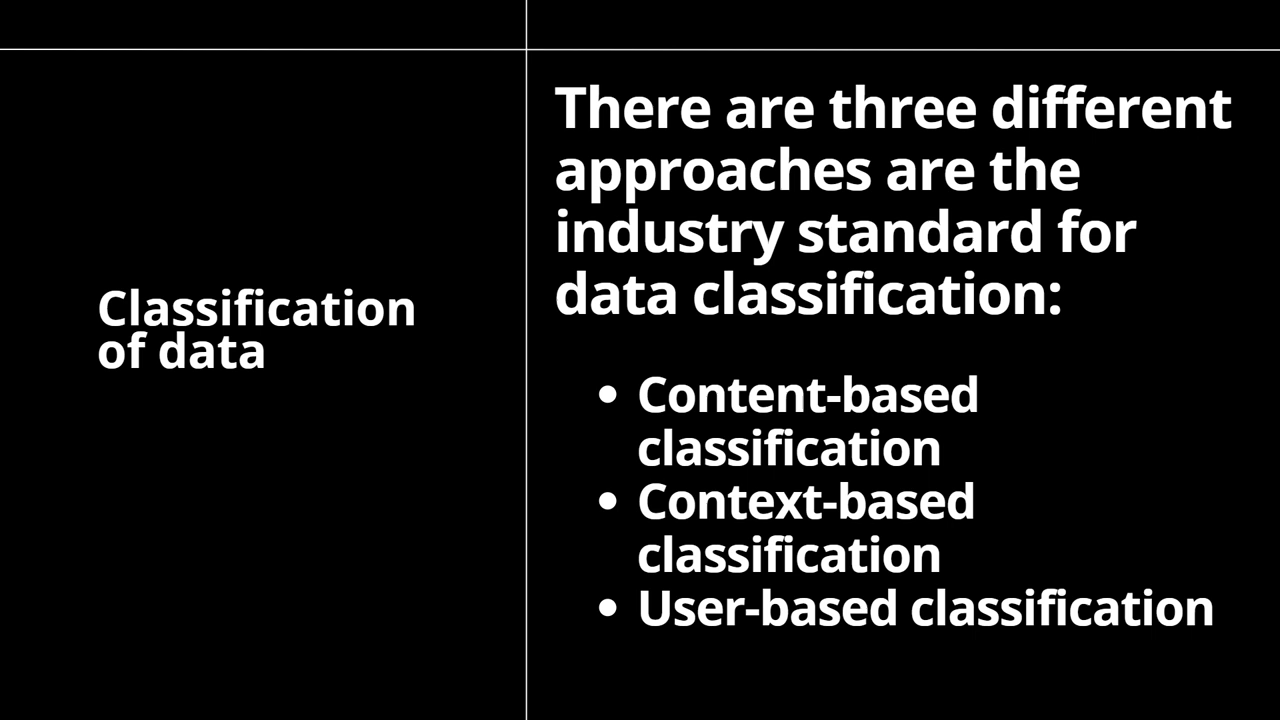 Classification
of data
There are three different
approaches are the
industry standard for
data classification:
• Content-based
classification
• Context-based
classification
• User-based classification